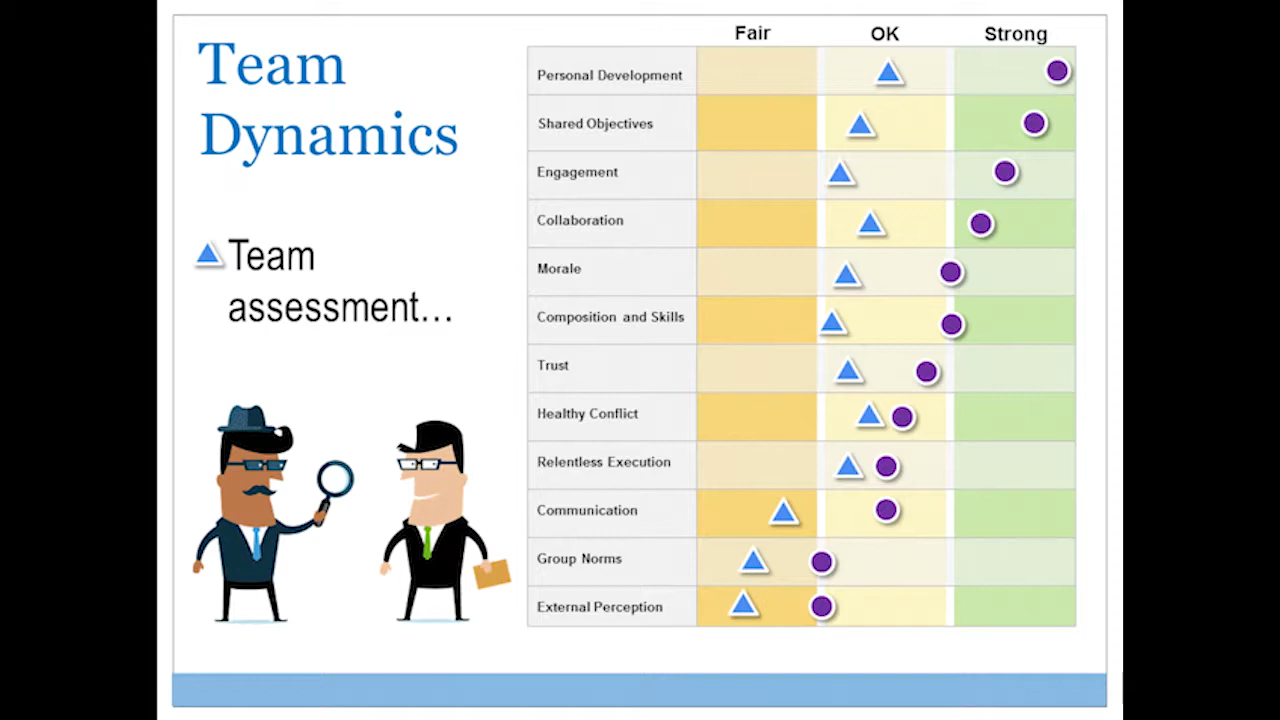 Team
Dynamics
Team
assessment…
Fair OK Strong
Personal Development
Shared Objectives
Engagement
Collaboration
Morale
Composition and Skills
Trust
Healthy Conflict
Relentless Execution
Communication
Group Norms
External Perception